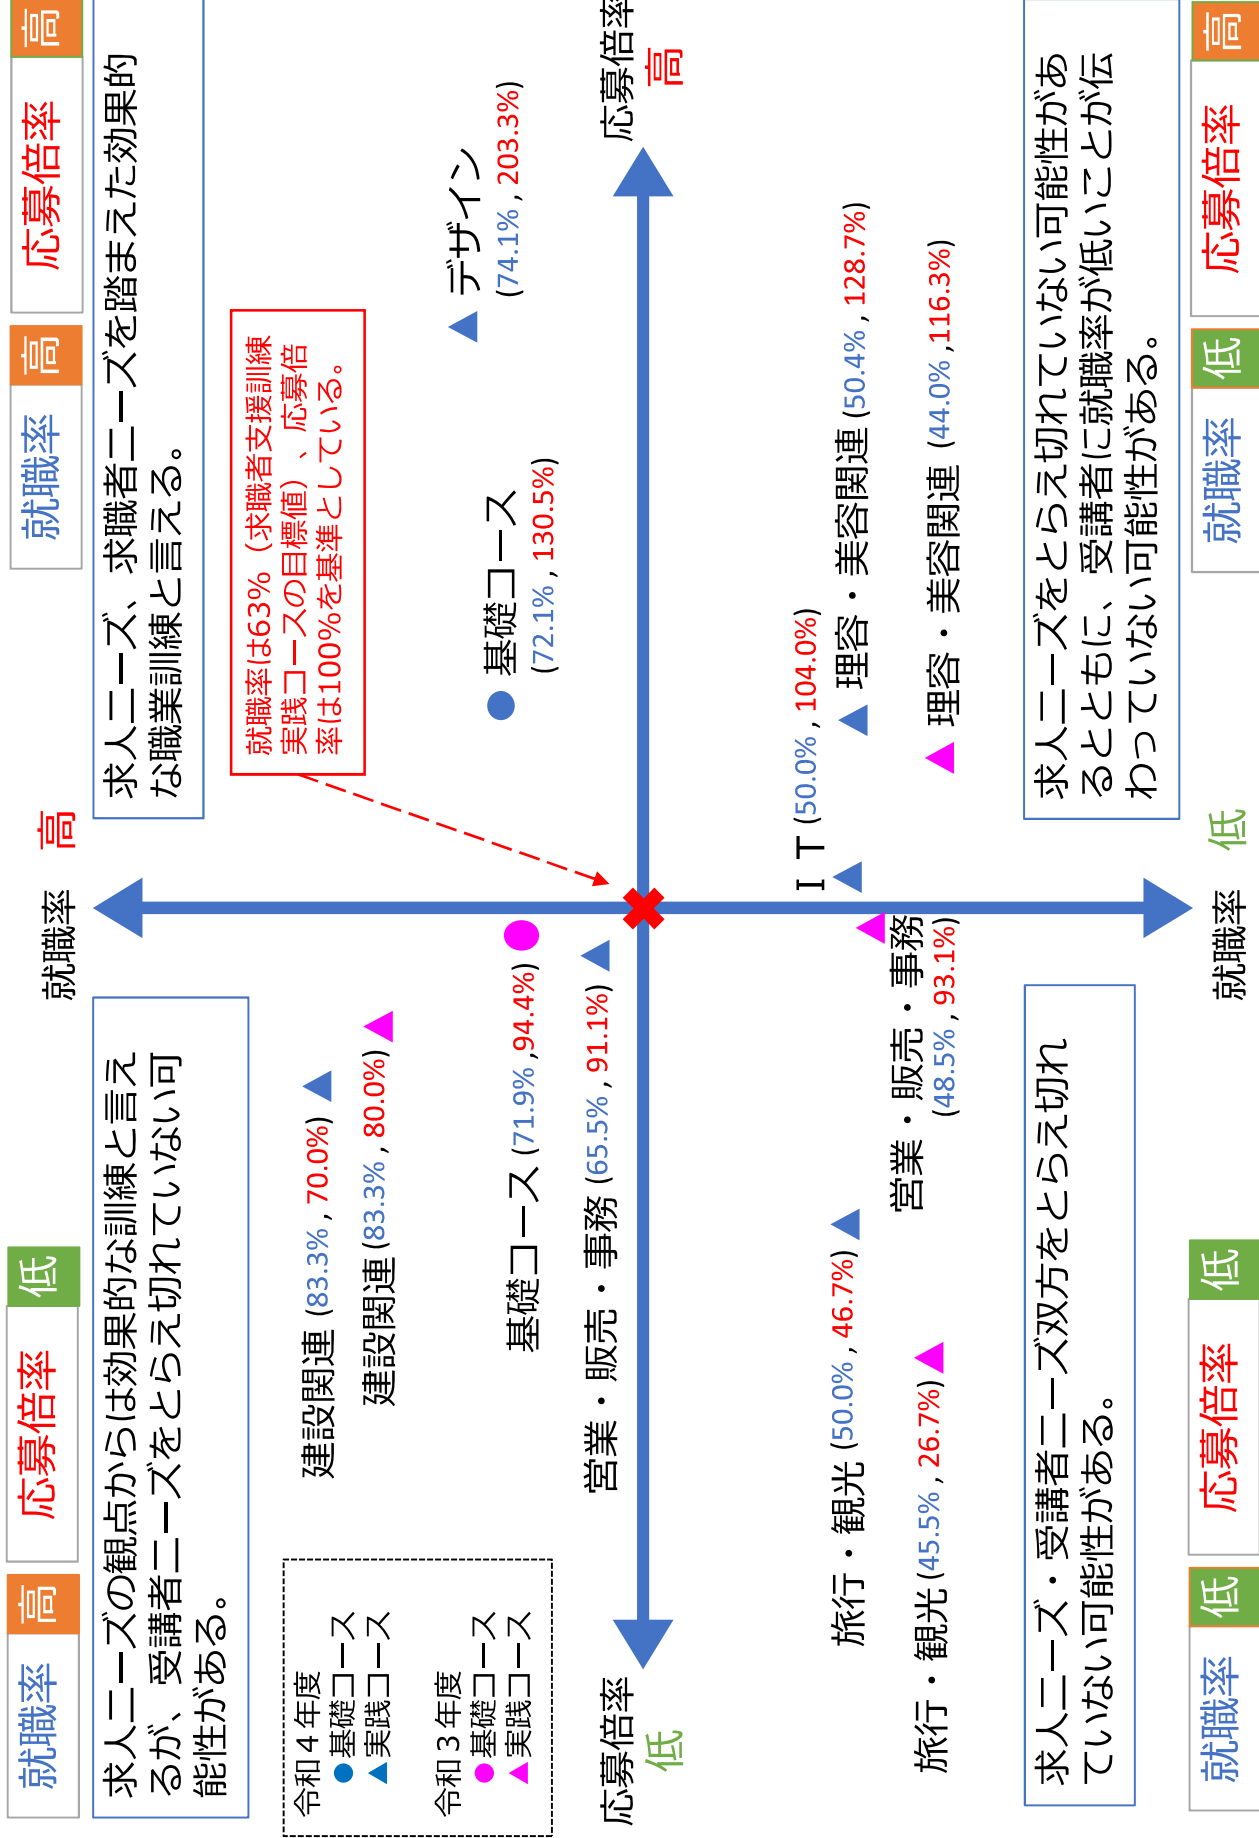 就職率 高 応募倍率 低
求人ニーズの観点からは効果的な訓練と言え
るが、受講者ニーズをとらえ切れていない可
能性がある。
就職率 高
就職率 高 応募倍率 高
求人ニーズ、求職者ニーズを踏まえた効果的
な職業訓練と言える。
就職率は63%（求職者支援訓練
実践コースの目標値）、応募倍
率は100%を基準としている。
令和４年度
基礎コース
実践コース
令和３年度
基礎コース
実践コース
建設関連 (83.3% , 70.0%)
建設関連 (83.3% , 80.0%)
基礎コース (71.9% ,94.4%)
営業・販売・事務 (65.5% , 91.1%)
デザイン
(74.1% , 203.3%)
基礎コース
(72.1% , 130.5%)
応募倍率
低
応募倍率
高
ＩＴ (50.0% , 104.0%)
旅行・観光 (50.0% , 46.7%)
理容・美容関連 (50.4% , 128.7%)
営業・販売・事務
(48.5% , 93.1%)
旅行・観光 (45.5% , 26.7%)
理容・美容関連 (44.0% ,116.3%)
求人ニーズ・受講者ニーズ双方をとらえ切れ
ていない可能性がある。
求人ニーズをとらえ切れていない可能性があ
るとともに、受講者に就職率が低いことが伝
わっていない可能性がある。
就職率 低 応募倍率 低
就職率 低
就職率 低 応募倍率 高